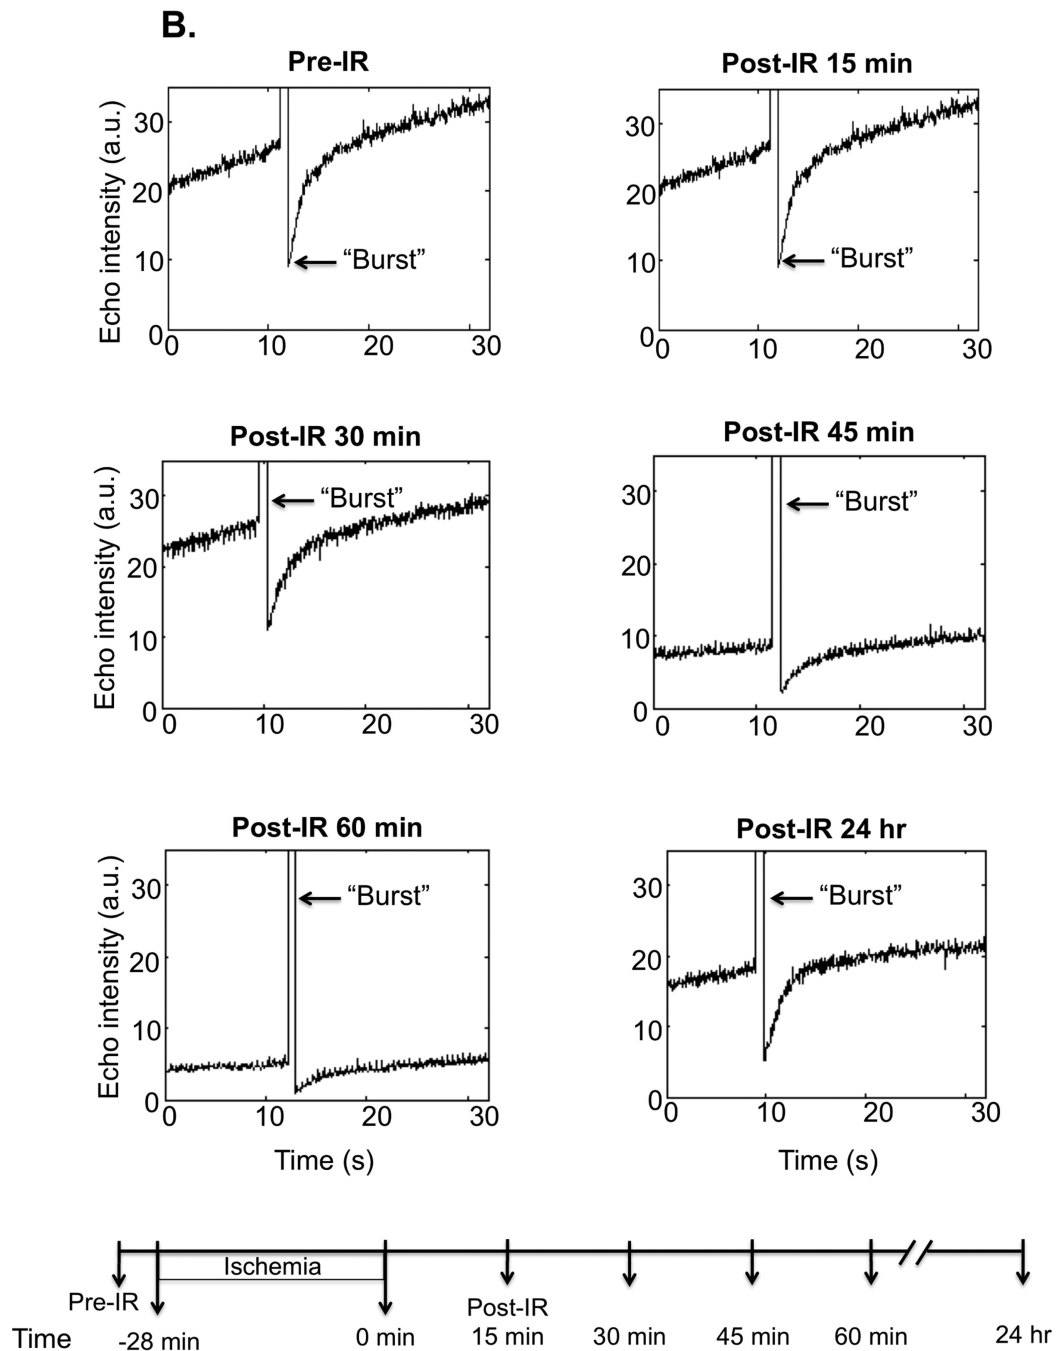 B.
Pre-IR
Post-IR 15 min
Echo intensity (a.u.)
30
20
10
0
“Burst”
0 10 20 30
30
20
10
0
“Burst”
0 10 20 30
Post-IR 30 min
Post-IR 45 min
Echo intensity (a.u.)
30
20
10
0
“Burst”
0 10 20 30
30
20
10
0
“Burst”
0 10 20 30
Post-IR 60 min
Post-IR 24 hr
Echo intensity (a.u.)
30
20
10
0
“Burst”
0 10 20 30
Time (s)
30
20
10
0
“Burst”
0 10 20 30
Time (s)
Ischemia
Pre-IR
Post-IR
Time -28 min 0 min 15 min 30 min 45 min 60 min 24 hr